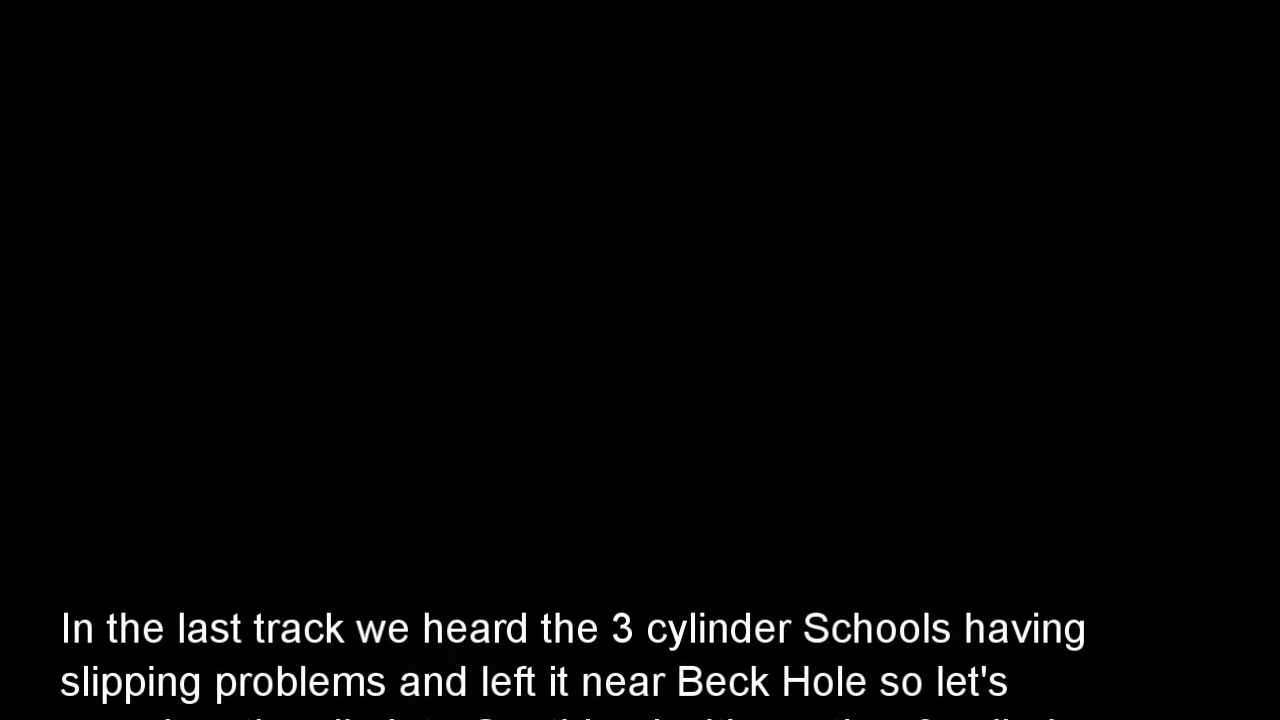 In the last track we heard the 3 cylinder Schools having
slipping problems and left it near Beck Hole so let's